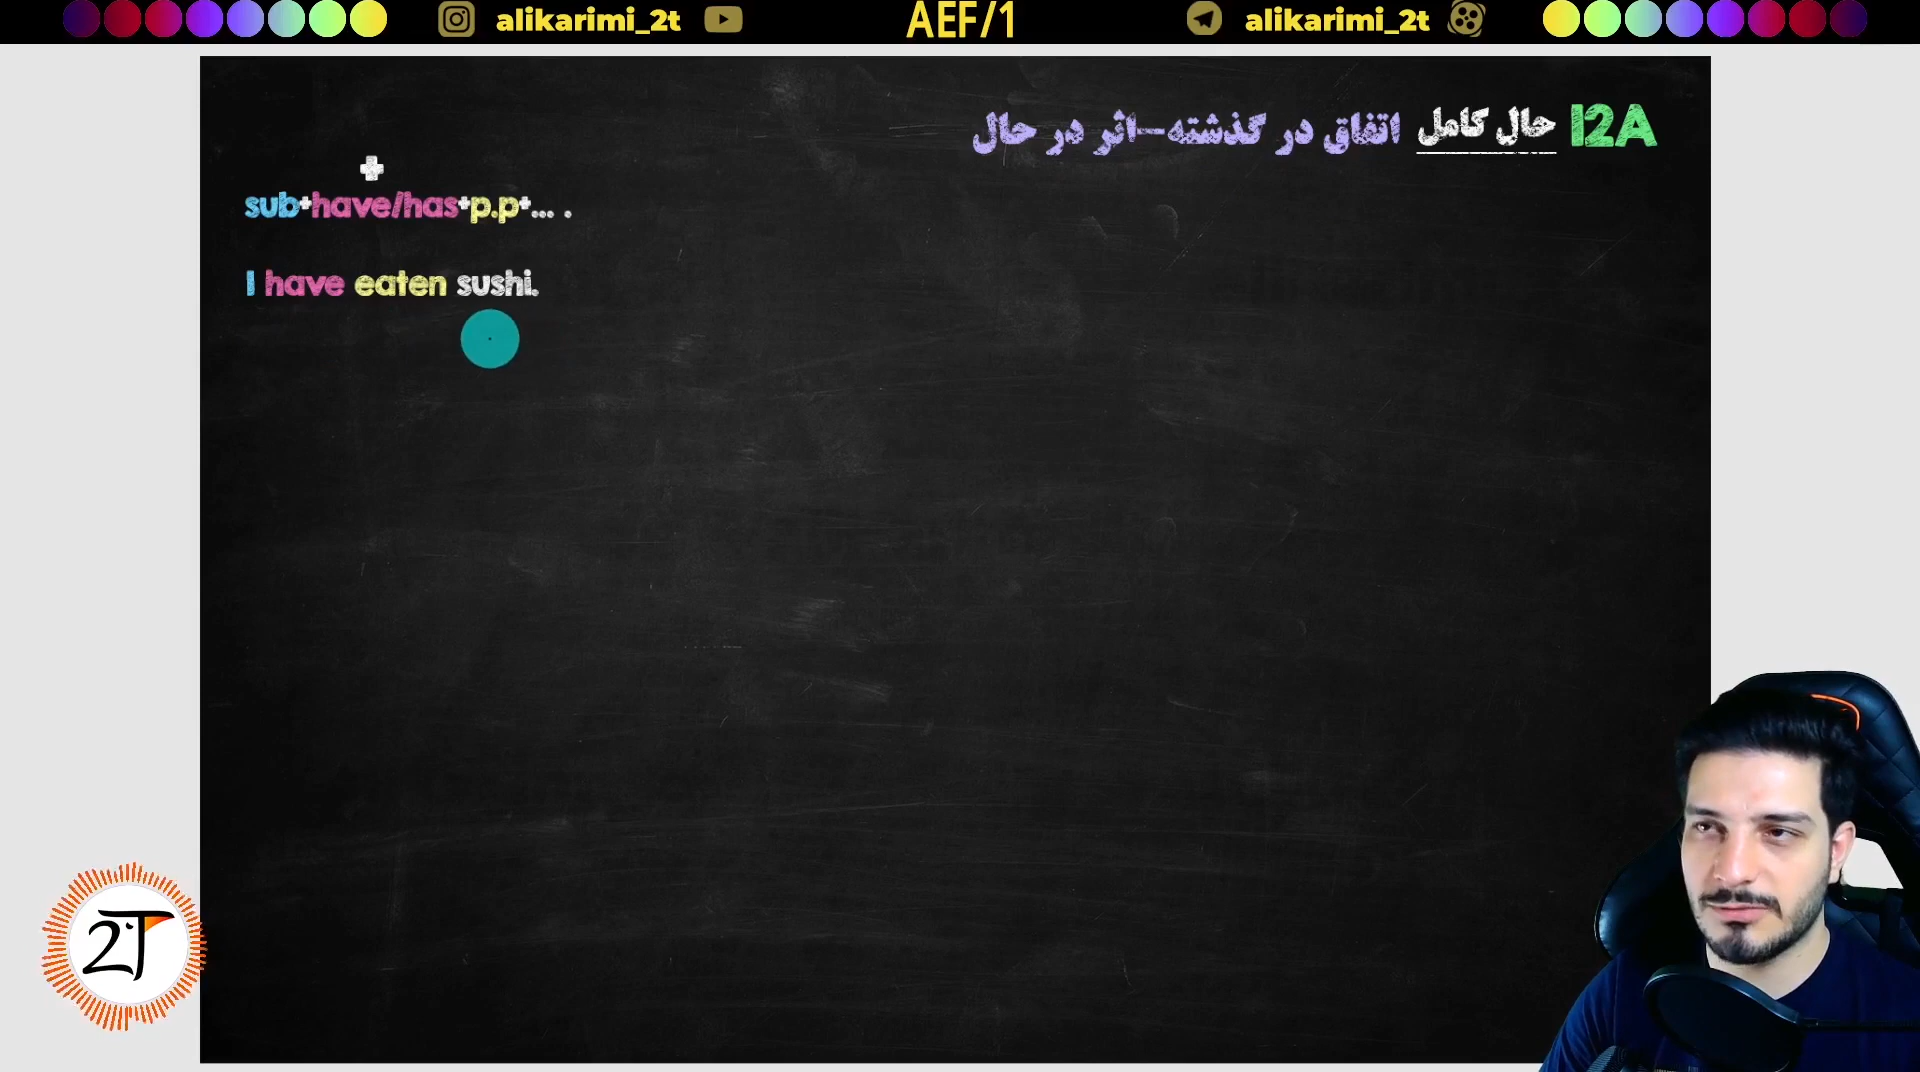 alikarimi_2t AEF/1 alikarimi_2t
12A حال کامل اتفاق در گذشته-اثر در حال
+
sub+have/has+p.p+... .
I have eaten sushi.
2T